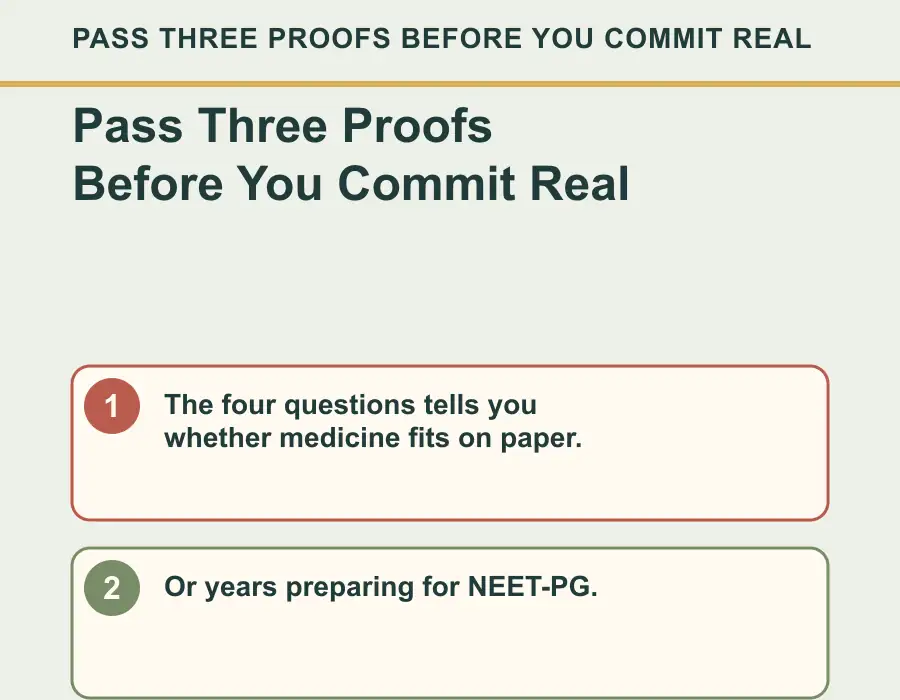 PASS THREE PROOFS BEFORE YOU COMMIT REAL
Pass Three Proofs
Before You Commit Real
1
The four questions tells you
whether medicine fits on paper.
2
Or years preparing for NEET-PG.